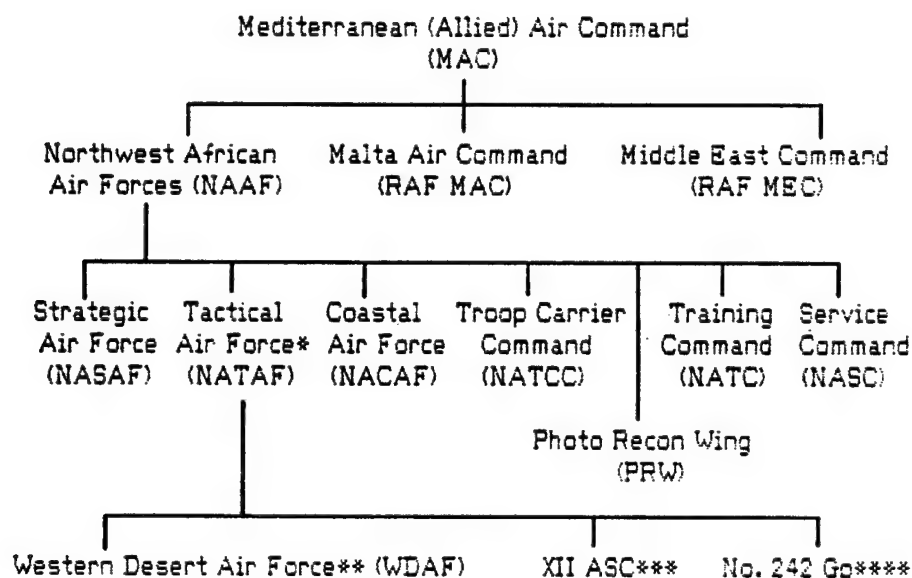 Mediterranean (Allied) Air Command
(MAC)
Northwest African
Air Forces (NAAF)
Malta Air Command
(RAF MAC)
Middle East Command
(RAF MEC)
Strategic
Air Force
(NASAF)
Tactical
Air Force*
(NATAF)
Coastal
Air Force
(NACAF)
Troop Carrier
Command
(NATCC)
Training
Command
(NATC)
Service
Command
(NASC)
Photo Recon Wing
(PRW)
Western Desert Air Force** (WDAF)
XII ASC***
No. 242 Gp****